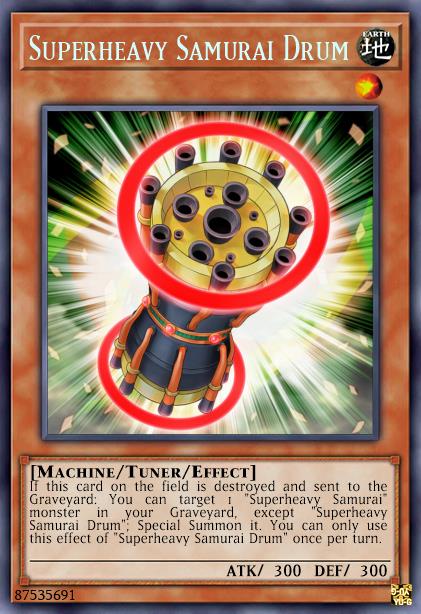 SUPERHEAVY SAMURAI DRUM
EARTH
地
[MACHINE/TUNER/EFFECT]
If this card on the field is destroyed and sent to the
Graveyard: You can target 1 "Superheavy Samurai"
monster in your Graveyard, except "Superheavy
Samurai Drum"; Special Summon it. You can only use
this effect of "Superheavy Samurai Drum" once per turn.
ATK/ 300 DEF/ 300
87535691